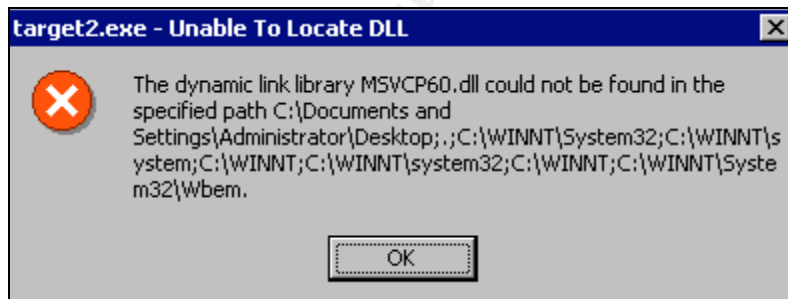 target2.exe - Unable To Locate DLL
The dynamic link library MSVCP60.dll could not be found in the
specified path C:\Documents and
Settings\Administrator\Desktop;.;C:\WINNT\System32;C:\WINNT\s
ystem;C:\WINNT;C:\WINNT\system32;C:\WINNT;C:\WINNT\Syste
m32\Wbem.
OK